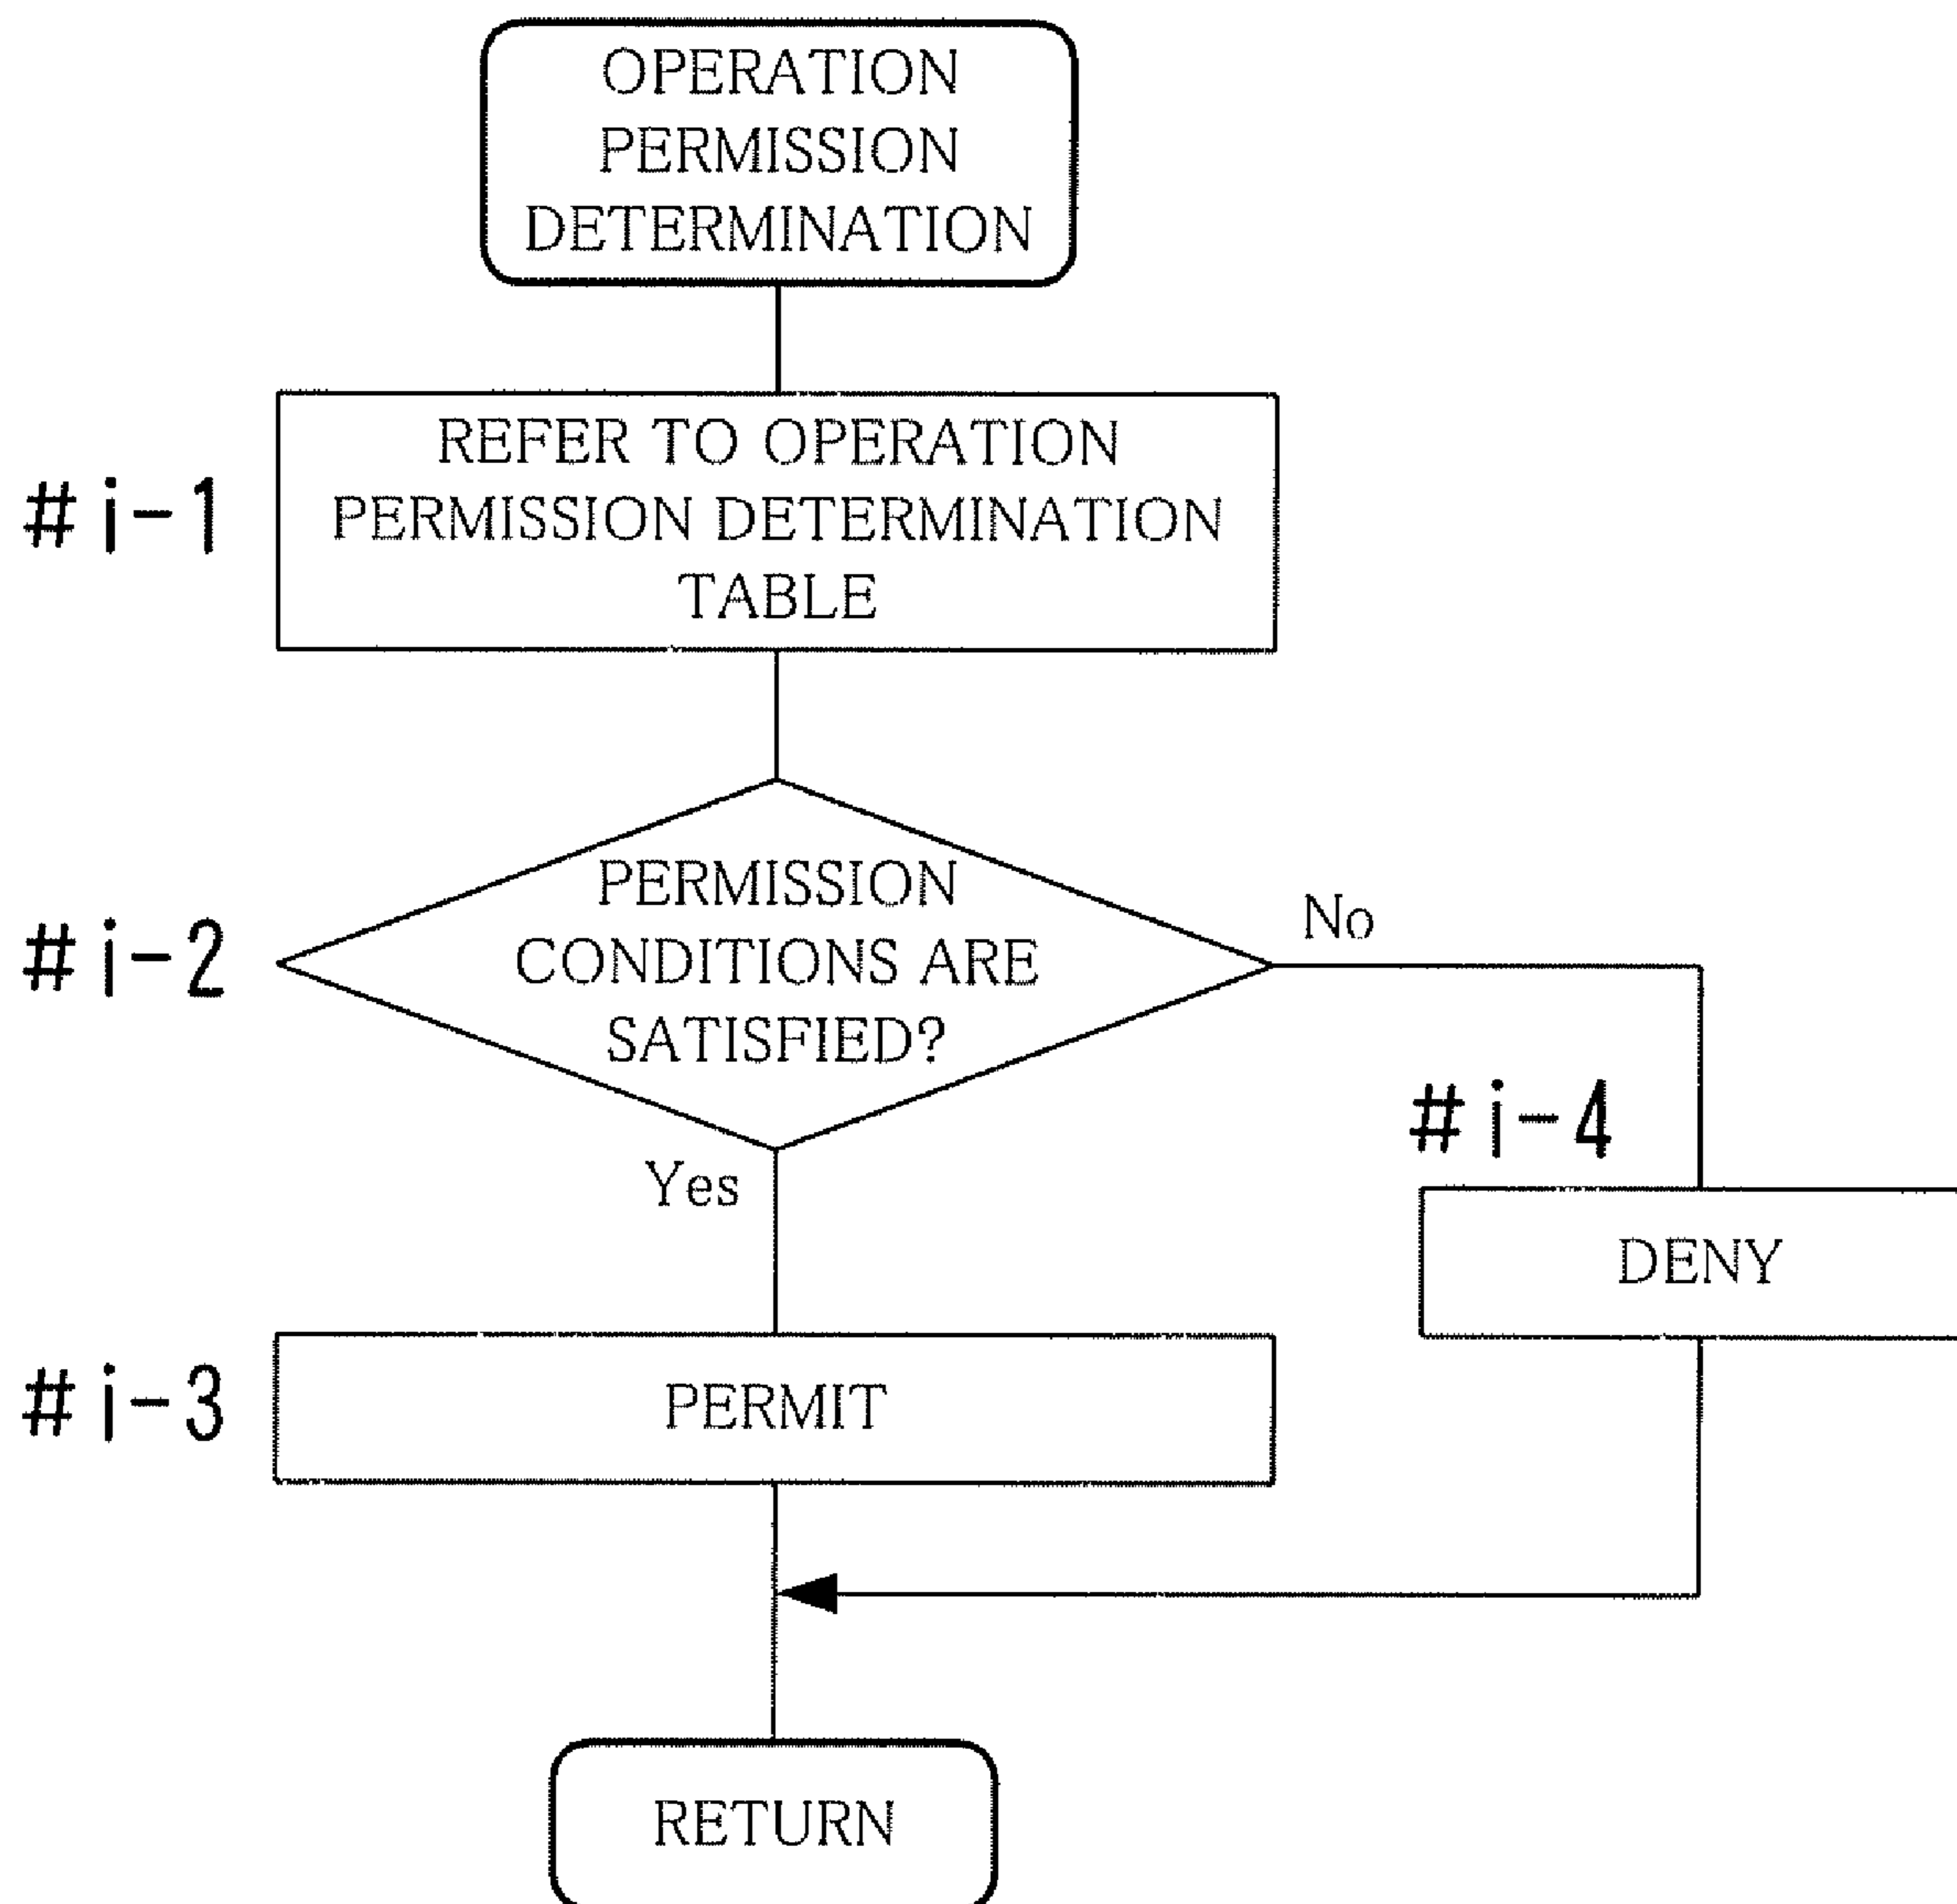 OPERATION
PERMISSION
DETERMINATION
# i-1
REFER TO OPERATION
PERMISSION DETERMINATION
TABLE
# i-2
PERMISSION
CONDITIONS ARE
SATISFIED?
No
Yes
# i-4
DENY
# i-3
PERMIT
RETURN